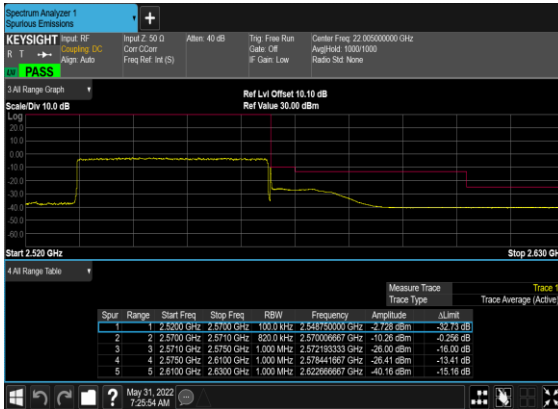 Spectrum Analyzer 1
Spurious Emissions
+
KEYSIGHT Input: RF Input Z: 50 Ω Atten: 40 dB Trig: Free Run Center Freq: 22.005000000 GHz
R T Coupling: DC Corr CCorr Gate: Off Avg|Hold: 1000/1000
Align: Auto Freq Ref: Int (S) IF Gain: Low Radio Std: None
LXI PASS
3 All Range Graph
Ref Lvl Offset 10.10 dB
Scale/Div 10.0 dB Ref Value 30.00 dBm
Log
20.0
10.0
0.00
-10.0
-20.0
-30.0
-40.0
-50.0
-60.0
Start 2.520 GHz Stop 2.630 GH
4 All Range Table
Measure Trace Trace 1
Trace Type Trace Average (Active)
Spur Range Start Freq Stop Freq RBW Frequency Amplitude ΔLimit
1 1 2.5200 GHz 2.5700 GHz 100.0 kHz 2.548750000 GHz -2.728 dBm -32.73 dB
2 2 2.5700 GHz 2.5710 GHz 820.0 kHz 2.570006667 GHz -10.26 dBm -0.256 dB
3 3 2.5710 GHz 2.5750 GHz 1.000 MHz 2.572193333 GHz -26.00 dBm -16.00 dB
4 4 2.5750 GHz 2.6100 GHz 1.000 MHz 2.578441667 GHz -26.41 dBm -13.41 dB
5 5 2.6100 GHz 2.6300 GHz 1.000 MHz 2.622666667 GHz -40.16 dBm -15.16 dB
?
May 31, 2022
7:25:54 AM